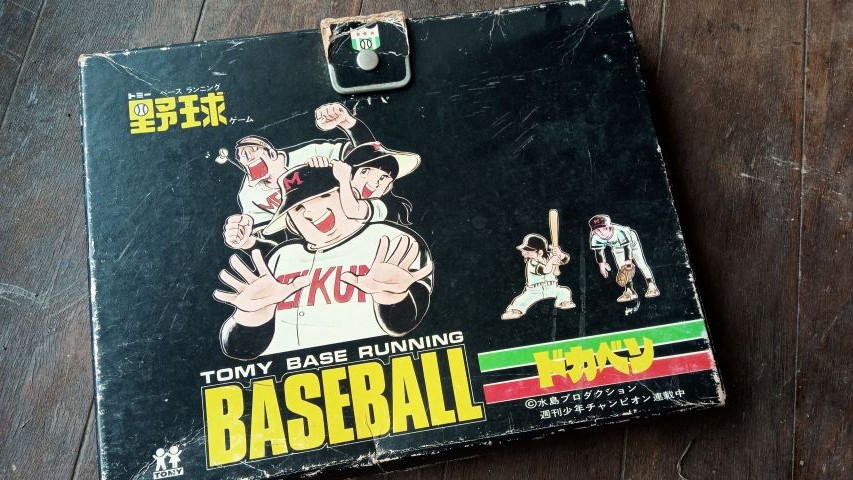 トミー ベース ランニング
野球ゲーム
M
M
TOMY BASE RUNNING
BASEBALL
ドカベン
©水島プロダクション
週刊少年チャンピオン連載中
TOMY